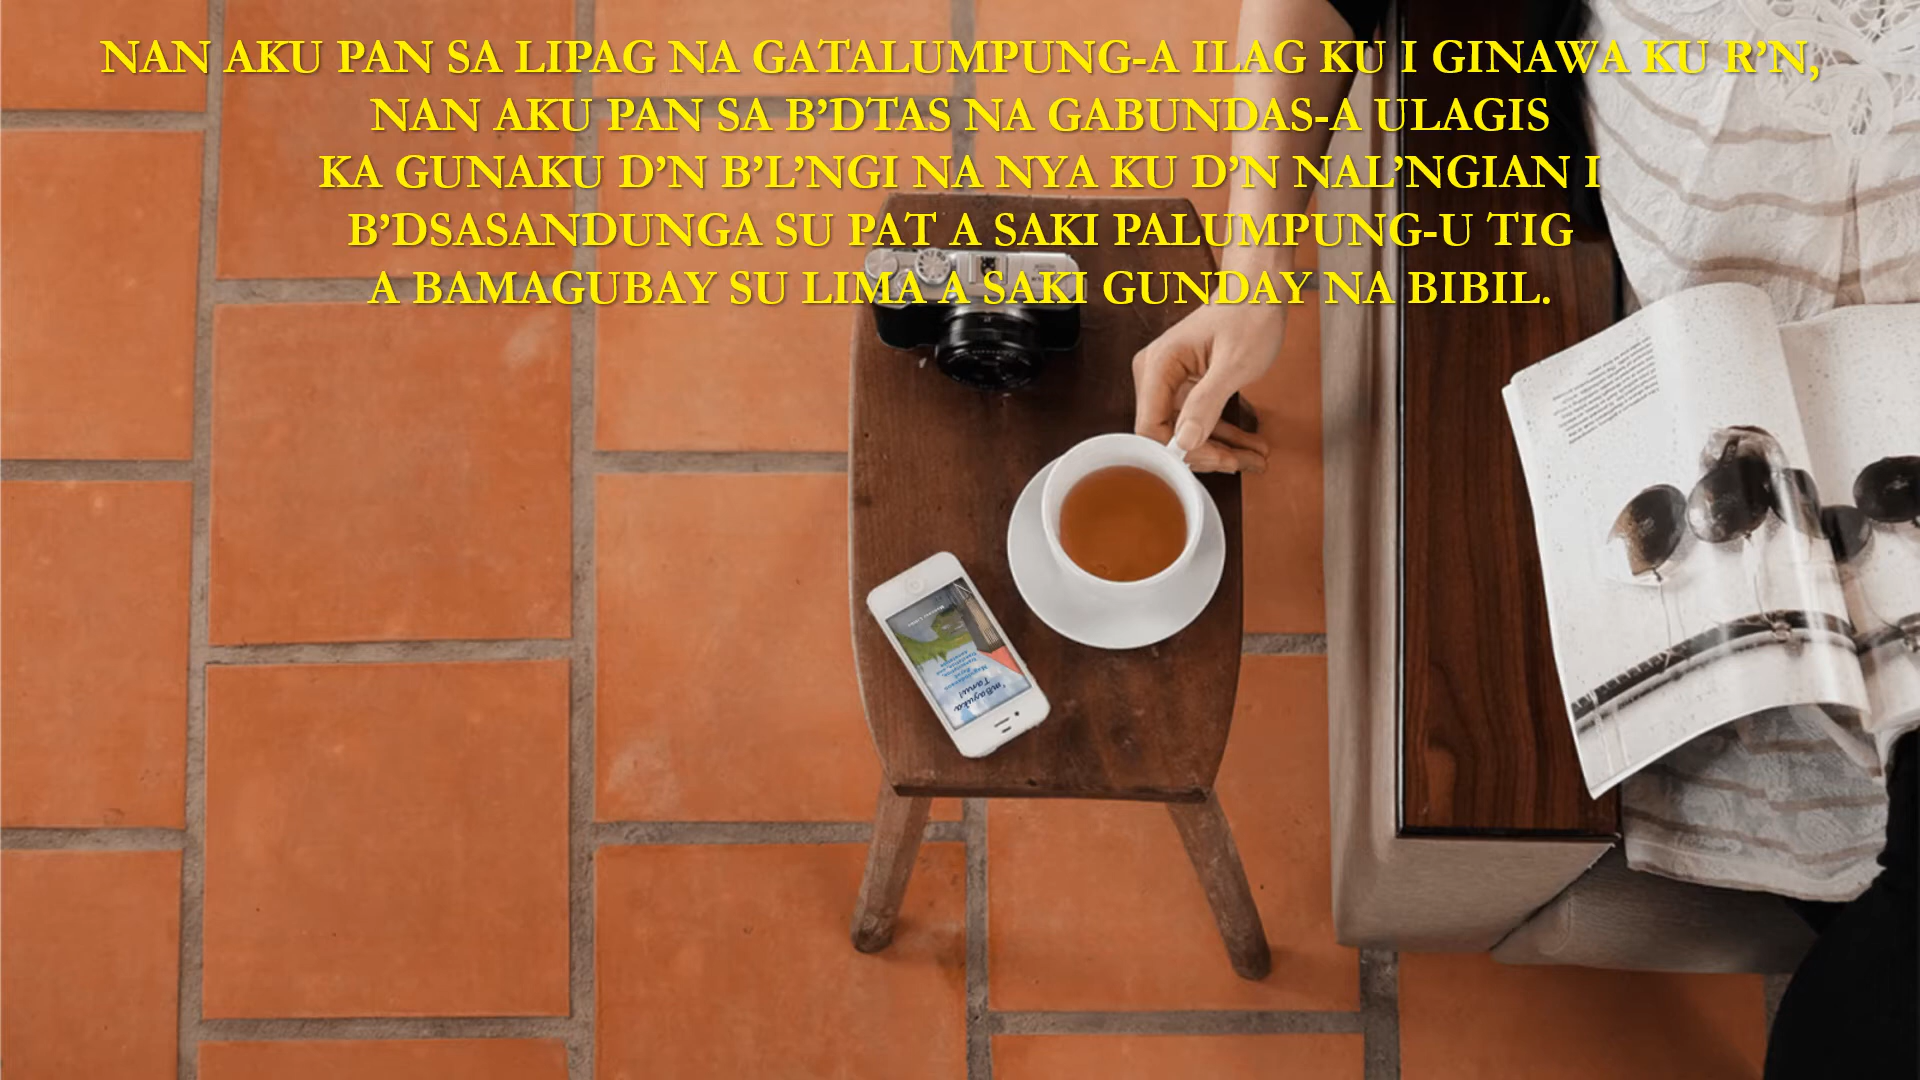 NAN AKU PAN SA LIPAG NA GATALUMPUNG-A ILAG KU I GINAWA KU R’N,
NAN AKU PAN SA B’DTAS NA GABUNDAS-A ULAGIS
KA GUNAKU D’N B’L’NGI NA NYA KU D’N NAL’NGIAN I
B’DSASANDUNGA SU PAT A SAKI PALUMPUNG-U TIG
A BAMAGUBAY SU LIMA A SAKI GUNDAY NA BIBIL.
'mBayuka
Tanu!